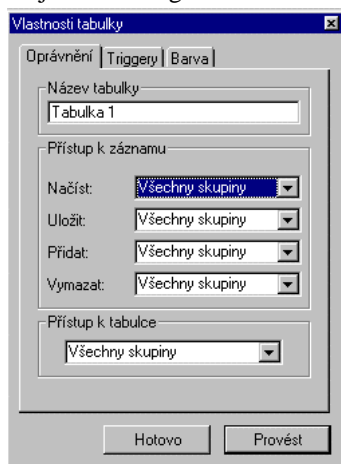 Vlastnosti tabulky
Oprávnění Triggery Barva
Název tabulky
Tabulka 1
Přístup k záznamu
Načíst: Všechny skupiny
Uložit: Všechny skupiny
Přidat: Všechny skupiny
Vymazat: Všechny skupiny
Přístup k tabulce
Všechny skupiny
Hotovo Provést